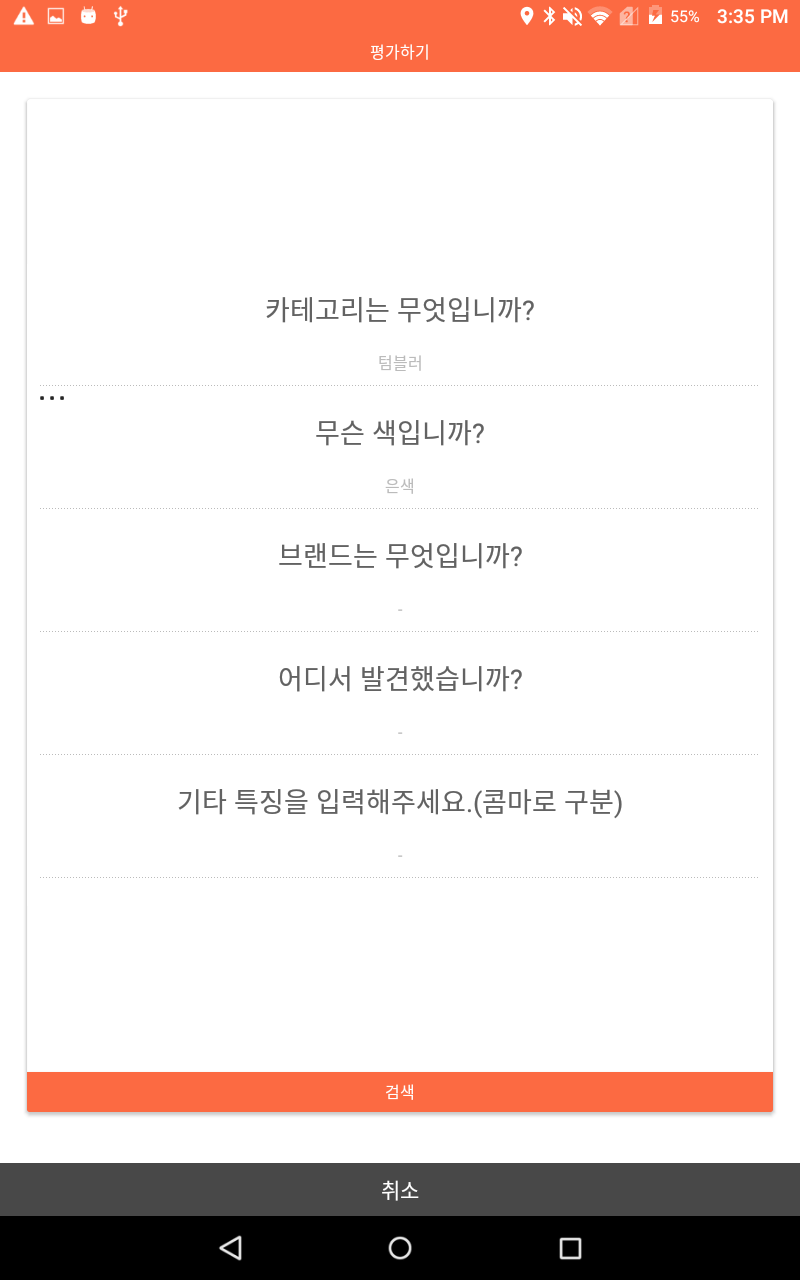 55% 3:35 PM
평가하기
카테고리는 무엇입니까?
텀블러
...
무슨 색입니까?
은색
브랜드는 무엇입니까?
-
어디서 발견했습니까?
-
기타 특징을 입력해주세요.(콤마로 구분)
-
검색
취소